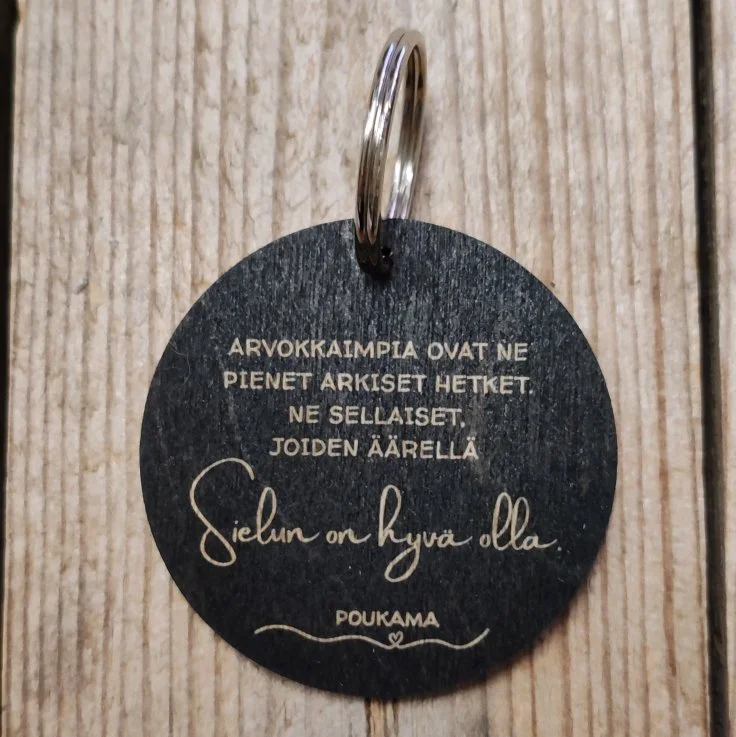 ARVOKKAIMPIA OVAT NE
PIENET ARKISET HETKET.
NE SELLAISET,
JOIDEN ÄÄRELLÄ
Sielun on hyvä olla.
POUKAMA